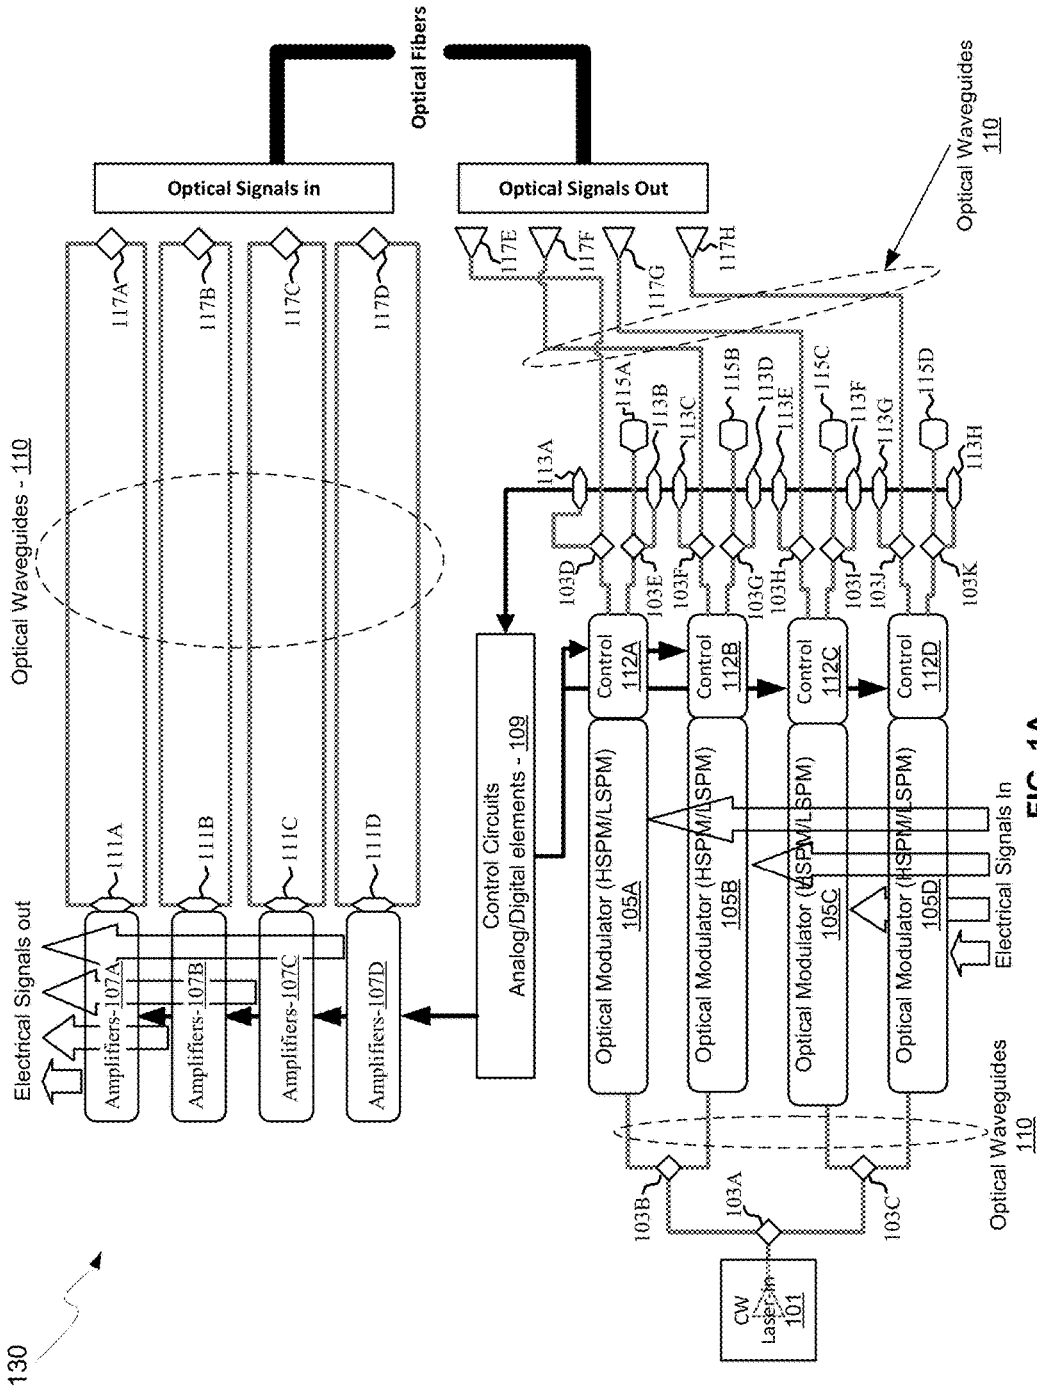 130
Electrical Signals out
Optical Waveguides - 110
Amplifiers-107A
Amplifiers-107B
Amplifiers-107C
Amplifiers-107D
111A
111B
111C
111D
117A
117B
117C
117D
Optical Signals in
Optical Fibers
Optical Signals Out
117E
117F
117G
117H
Optical Waveguides
110
Control Circuits
Analog/Digital elements - 109
113A
115A
113B
113C
115B
113D
113E
115C
113F
113G
115D
113H
103D
103E
103F
103G
103H
103I
103J
103K
Control
112A
Control
112B
Control
112C
Control
112D
Optical Modulator (HSPM/LSPM)
105A
Optical Modulator (HSPM/LSPM)
105B
Optical Modulator (HSPM/LSPM)
105C
Optical Modulator (HSPM/LSPM)
105D
Electrical Signals In
103B
103A
103C
Optical Waveguides
110
CW
Laser-in
101
FIG. 1A